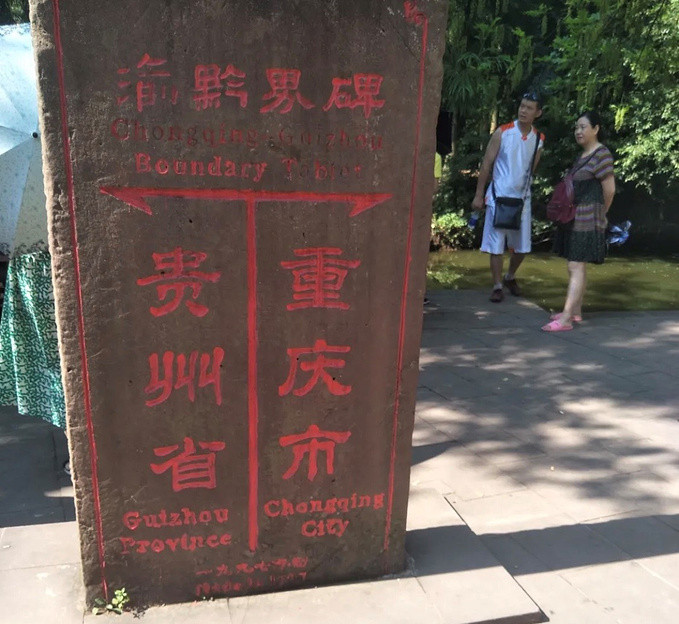 渝黔界碑
Chongqing Guizhou
Boundary Tablet
贵州省
重庆市
Guizhou
Province
Chongqing
City